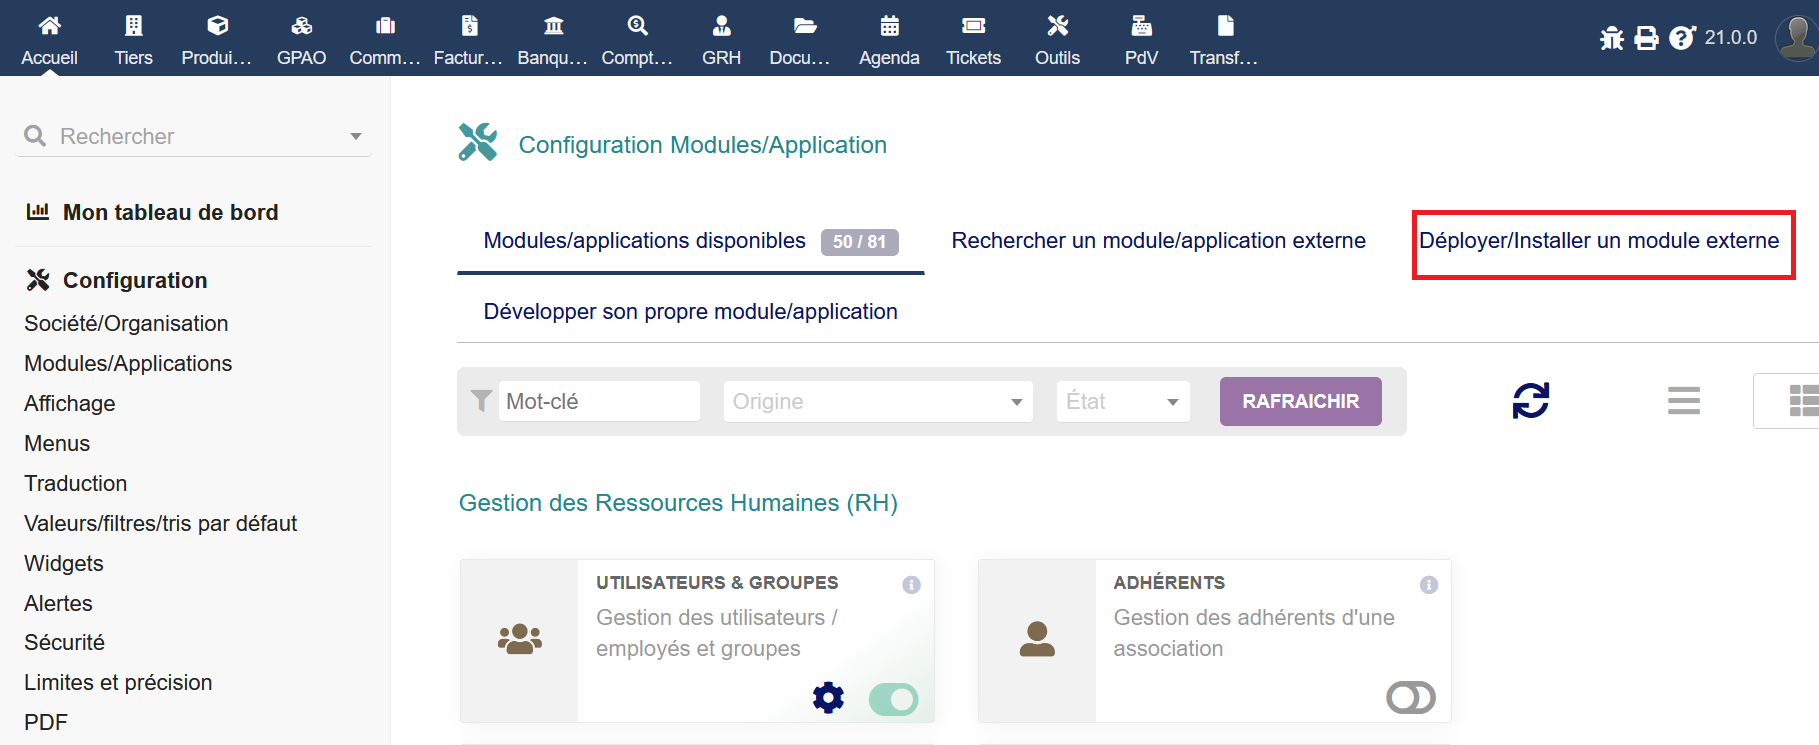 Accueil Tiers Produi... GPAO Comm... Factur... Banqu... Compt... GRH Docu... Agenda Tickets Outils PdV Transf...
21.0.0
Rechercher
Mon tableau de bord
Configuration
Société/Organisation
Modules/Applications
Affichage
Menus
Traduction
Valeurs/filtres/tris par défaut
Widgets
Alertes
Sécurité
Limites et précision
PDF
Configuration Modules/Application
Modules/applications disponibles 50 / 81 Rechercher un module/application externe Déployer/Installer un module externe
Développer son propre module/application
Mot-clé Origine État RAFRAICHIR
Gestion des Ressources Humaines (RH)
UTILISATEURS & GROUPES
Gestion des utilisateurs /
employés et groupes
ADHÉRENTS
Gestion des adhérents d'une
association